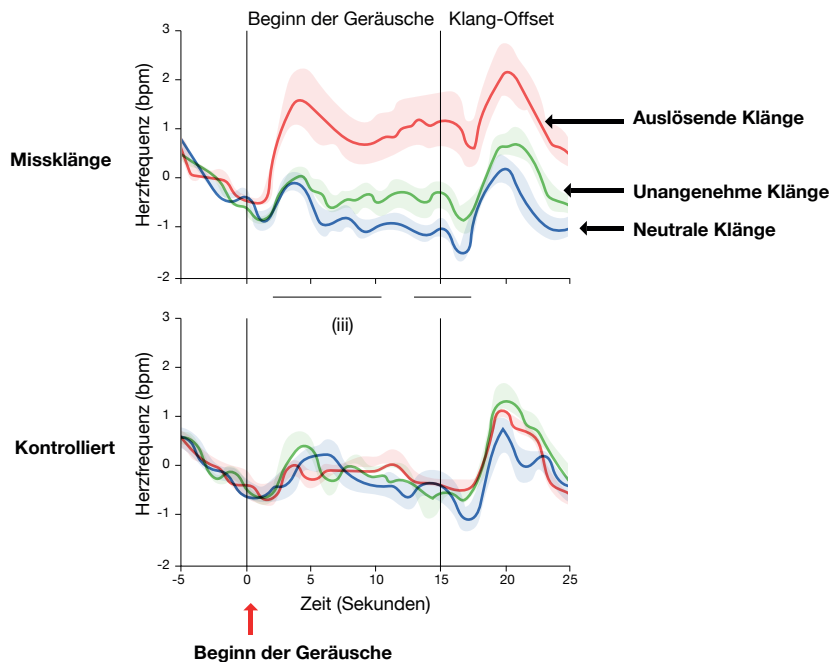 Beginn der Geräusche
Klang-Offset
Missklänge
Herzfrequenz (bpm)
3
2
1
0
-1
-2
Auslösende Klänge
Unangenehme Klänge
Neutrale Klänge
(iii)
Kontrolliert
Herzfrequenz (bpm)
3
2
1
0
-1
-2
-5 0 5 10 15 20 25
Zeit (Sekunden)
Beginn der Geräusche